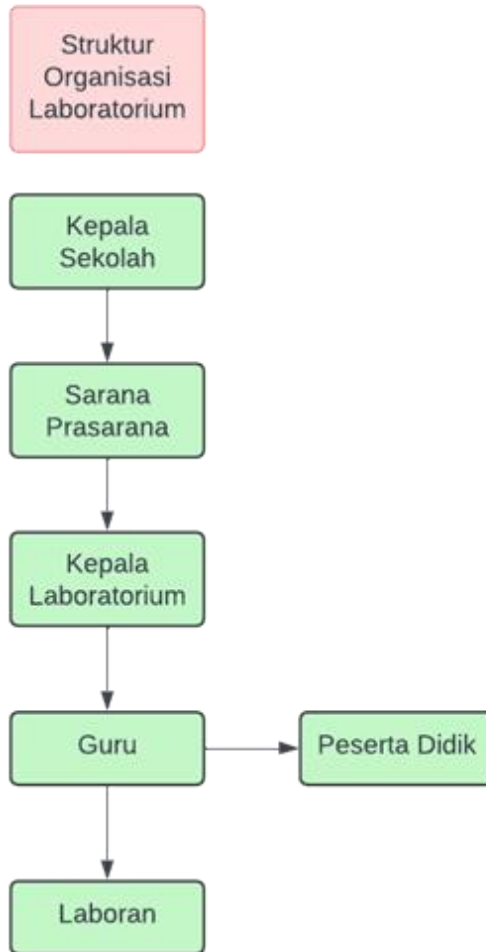 Struktur
Organisasi
Laboratorium
Kepala
Sekolah
Sarana
Prasarana
Kepala
Laboratorium
Guru
Peserta Didik
Laboran